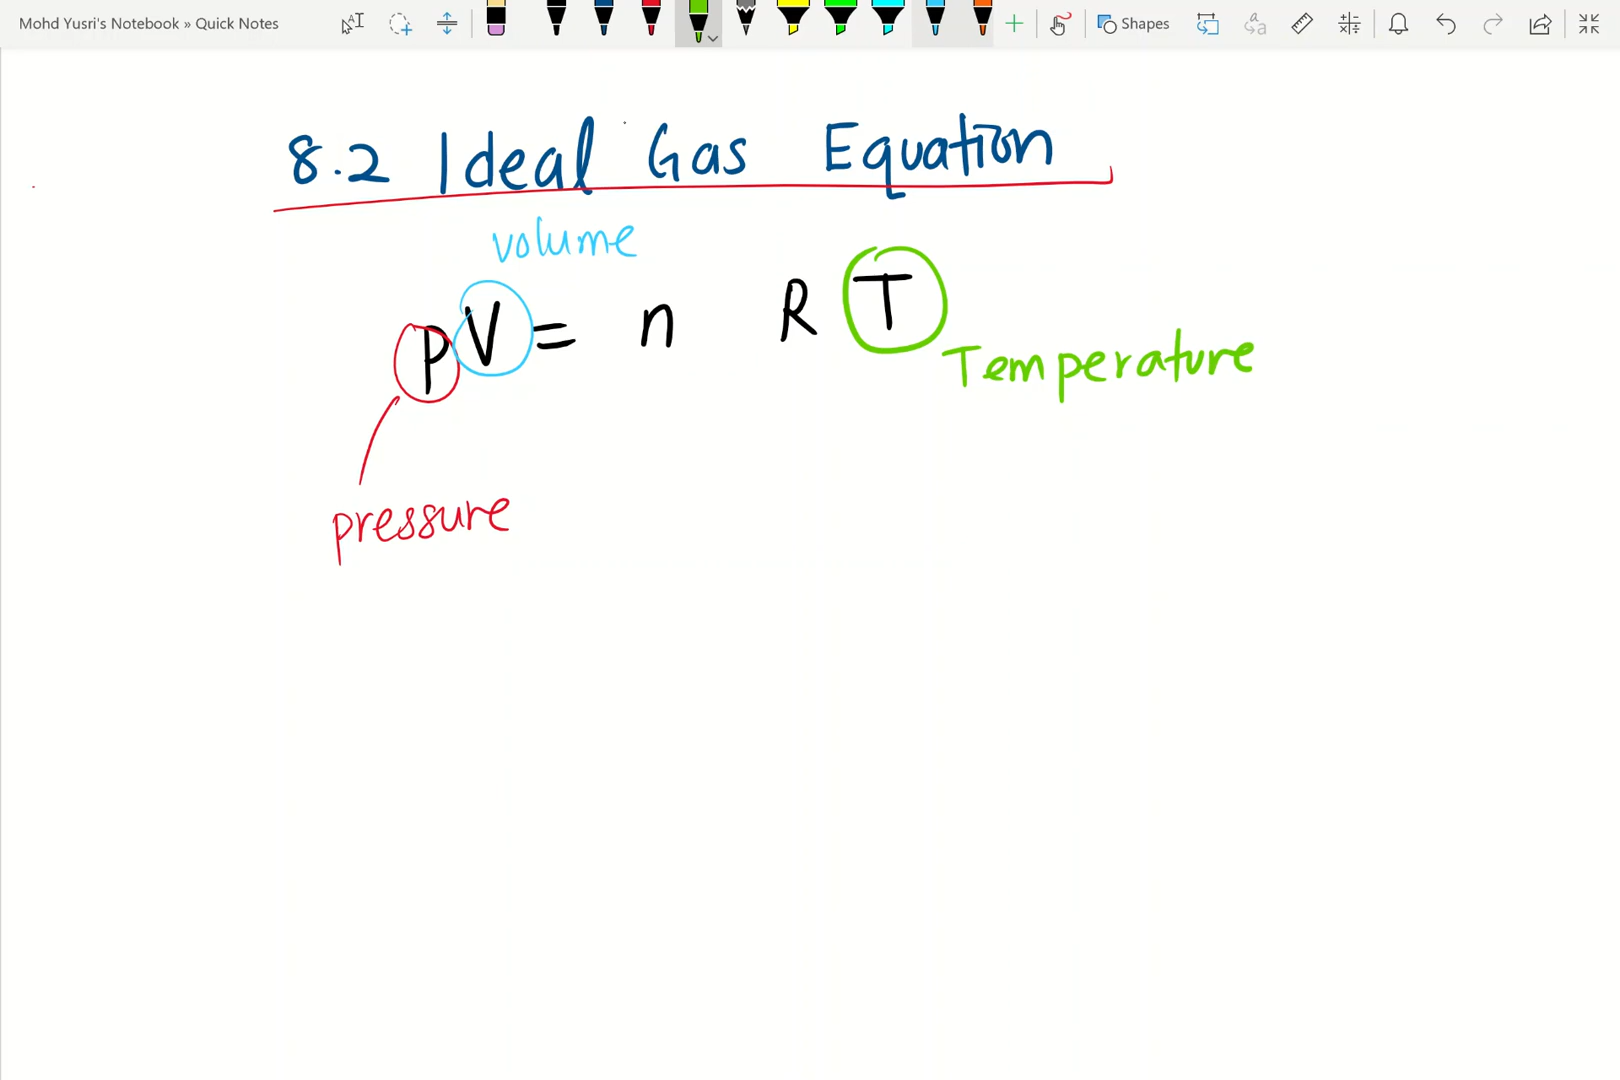 Mohd Yusri's Notebook » Quick Notes
Shapes
8.2 Ideal Gas Equation
volume
PV = n R T
Temperature
pressure